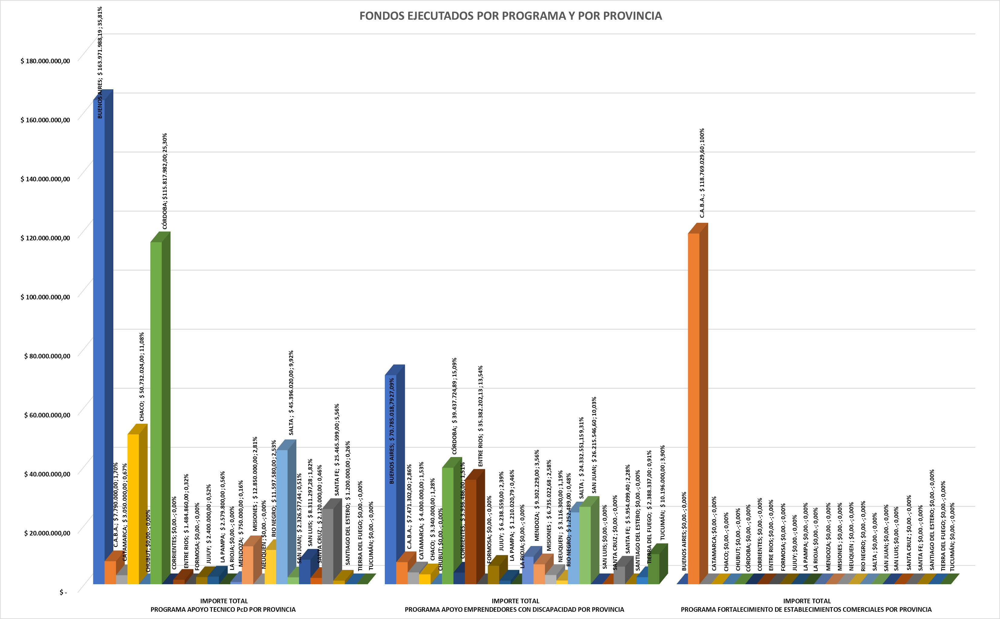 FONDOS EJECUTADOS POR PROGRAMA Y POR PROVINCIA
$ 180.000.000,00
$ 160.000.000,00
$ 140.000.000,00
$ 120.000.000,00
$ 100.000.000,00
$ 80.000.000,00
$ 60.000.000,00
$ 40.000.000,00
$ 20.000.000,00
$ -
BUENOS AIRES; $ 163.971.988,19; 35,81%
C.A.B.A.; $ 7.790.000,00; 1,70%
CATAMARCA; $ 3.050.000,00; 0,67%
CHACO; $ 50.732.024,00; 11,08%
CHUBUT; $0,00.-; 0,00%
CÓRDOBA; $115.817.982,00; 25,30%
CORRIENTES; $0,00.-; 0,00%
ENTRE RIOS; $ 1.484.860,00; 0,32%
FORMOSA; $0,00.-; 0,00%
JUJUY; $ 2.400.000,00; 0,52%
LA PAMPA; $ 2.579.800,00; 0,56%
LA RIOJA; $0,00.-; 0,00%
MENDOZA; $ 750.000,00; 0,16%
MISIONES ; $ 12.850.000,00; 2,81%
NEUQUEN ; $0,00.-; 0,00%
RIO NEGRO; $ 11.597.580,00; 2,53%
SALTA ; $ 45.396.020,00; 9,92%
SAN JUAN; $ 2.326.577,44; 0,51%
SAN LUIS; $ 8.311.297,28; 1,82%
SANTA CRUZ ; $ 2.120.000,00; 0,46%
SANTA FE; $ 25.465.599,00; 5,56%
SANTIAGO DEL ESTERO; $ 1.200.000,00; 0,26%
TIERRA DEL FUEGO; $0,00.-; 0,00%
TUCUMÁN; $0,00.-; 0,00%
BUENOS AIRES; $ 70.785.018,79 27,09%
C.A.B.A.; $ 7.471.302,00; 2,86%
CATAMARCA; $ 4.000.000,00; 1,53%
CHACO; $ 3.340.000,00; 1,28%
CHUBUT; $0,00.-; 0,00%
CÓRDOBA; $ 39.437.724,89; 15,09%
CORRIENTES; $ 3.936.486,00; 1,51%
ENTRE RIOS; $ 35.382.202,13; 13,54%
FORMOSA; $0,00.-; 0,00%
JUJUY; $ 6.238.559,00; 2,39%
LA PAMPA; $ 1.210.020,79; 0,46%
LA RIOJA; $0,00.-; 0,00%
MENDOZA; $ 9.302.229,00; 3,56%
MISIONES ; $ 6.735.022,68; 2,58%
NEUQUEN ; $ 3.116.300,00; 1,19%
RIO NEGRO; $ 1.252.489,00; 0,48%
SALTA ; $ 24.332.551,15 9,31%
SAN JUAN; $ 26.215.546,60; 10,03%
SAN LUIS; $0,00.-; 0,00%
SANTA CRUZ ; $0,00.-; 0,00%
SANTA FE; $ 5.954.099,40; 2,28%
SANTIAGO DEL ESTERO; $0,00.-; 0,00%
TIERRA DEL FUEGO; $ 2.388.337,00; 0,91%
TUCUMÁN; $ 10.196.000,00; 3,90%
BUENOS AIRES; $0,00.-; 0,00%
C.A.B.A.; $ 118.769.029,60; 100%
CATAMARCA; $0,00.-; 0,00%
CHACO; $0,00.-; 0,00%
CHUBUT; $0,00.-; 0,00%
CÓRDOBA; $0,00.-; 0,00%
CORRIENTES; $0,00.-; 0,00%
ENTRE RIOS; $0,00.-; 0,00%
FORMOSA; $0,00.-; 0,00%
JUJUY; $0,00.-; 0,00%
LA PAMPA; $0,00.-; 0,00%
LA RIOJA; $0,00.-; 0,00%
MENDOZA; $0,00.-; 0,00%
MISIONES ; $0,00.-; 0,00%
NEUQUEN ; $0,00.-; 0,00%
RIO NEGRO; $0,00.-; 0,00%
SALTA ; $0,00.-; 0,00%
SAN JUAN; $0,00.-; 0,00%
SAN LUIS; $0,00.-; 0,00%
SANTA CRUZ ; $0,00.-; 0,00%
SANTA FE; $0,00.-; 0,00%
SANTIAGO DEL ESTERO; $0,00.-; 0,00%
TIERRA DEL FUEGO; $0,00.-; 0,00%
TUCUMÁN; $0,00.-; 0,00%
IMPORTE TOTAL
PROGRAMA APOYO TECNICO PcD POR PROVINCIA
IMPORTE TOTAL
PROGRAMA APOYO EMPRENDEDORES CON DISCAPACIDAD POR PROVINCIA
IMPORTE TOTAL
PROGRAMA FORTALECIMIENTO DE ESTABLECIMIENTOS COMERCIALES POR PROVINCIA